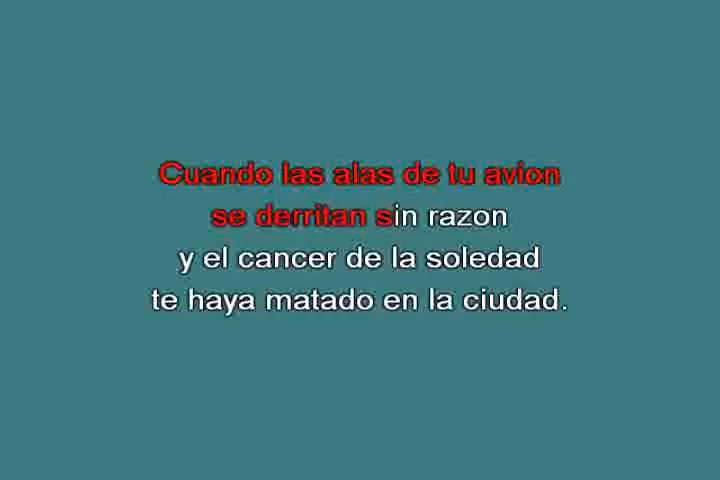 Cuando las alas de tu avion
se derritan sin razon
y el cancer de la soledad
te haya matado en la ciudad.